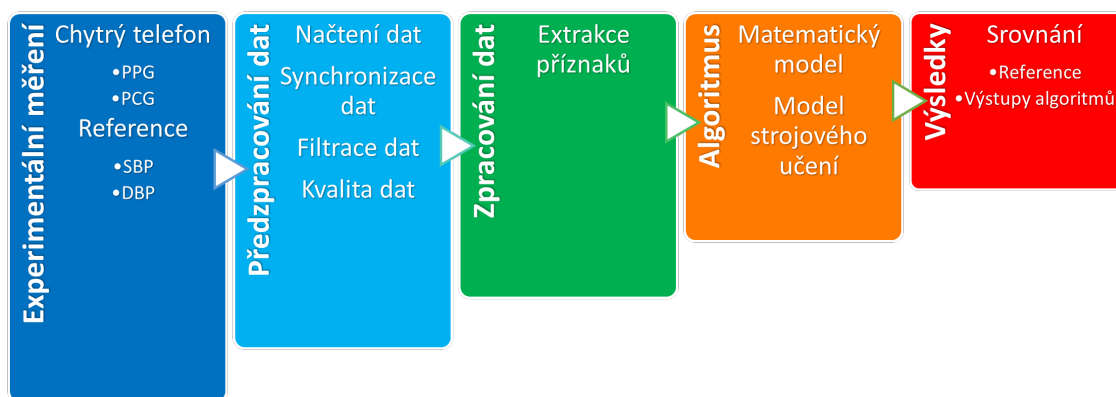 Experimentální měření
Chytrý telefon
•PPG
•PCG
Reference
•SBP
•DBP
Předzpracování dat
Načtení dat
Synchronizace
dat
Filtrace dat
Kvalita dat
Zpracování dat
Extrakce
příznaků
Algoritmus
Matematický
model
Model
strojového
učení
Výsledky
Srovnání
•Reference
•Výstupy algoritmů